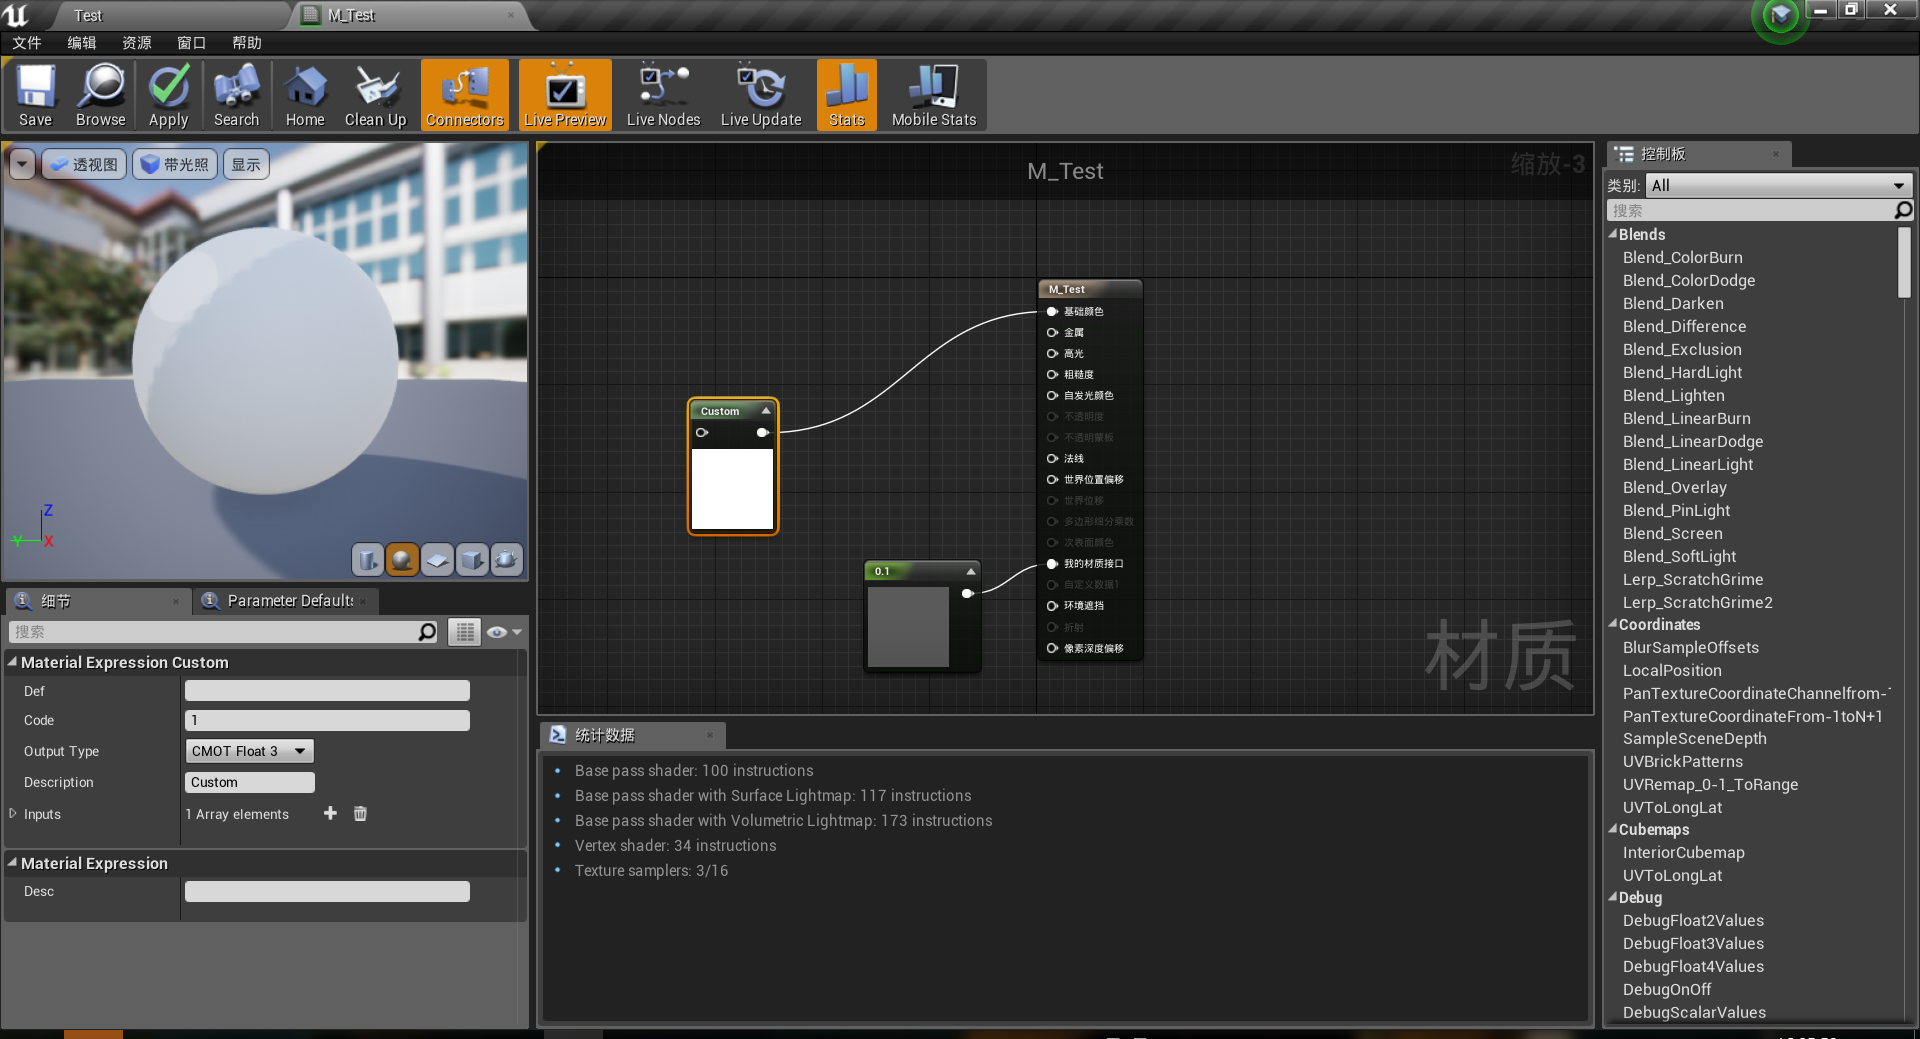 Test
M_Test
文件 编辑 资源 窗口 帮助
Save Browse Apply Search Home Clean Up Connectors Live Preview Live Nodes Live Update Stats Mobile Stats
透视图 带光照 显示
Z
Y
X
M_Test
缩放-3
M_Test
基础颜色
金属
高光
粗糙度
自发光颜色
不透明度
不透明蒙板
法线
世界位置偏移
世界位移
多边形细分乘数
次表面颜色
我的材质接口
自定义数据1
环境遮挡
折射
像素深度偏移
Custom
0.1
材质
细节
Parameter Defaults
搜索
Material Expression Custom
Def
Code 1
Output Type CMOT Float 3
Description Custom
Inputs 1 Array elements
Material Expression
Desc
统计数据
Base pass shader: 100 instructions
Base pass shader with Surface Lightmap: 117 instructions
Base pass shader with Volumetric Lightmap: 173 instructions
Vertex shader: 34 instructions
Texture samplers: 3/16
控制板
类别: All
搜索
Blends
Blend_ColorBurn
Blend_ColorDodge
Blend_Darken
Blend_Difference
Blend_Exclusion
Blend_HardLight
Blend_Lighten
Blend_LinearBurn
Blend_LinearDodge
Blend_LinearLight
Blend_Overlay
Blend_PinLight
Blend_Screen
Blend_SoftLight
Lerp_ScratchGrime
Lerp_ScratchGrime2
Coordinates
BlurSampleOffsets
LocalPosition
PanTextureCoordinateChannelfrom-
PanTextureCoordinateFrom-1toN+1
SampleSceneDepth
UVBrickPatterns
UVRemap_0-1_ToRange
UVToLongLat
Cubemaps
InteriorCubemap
UVToLongLat
Debug
DebugFloat2Values
DebugFloat3Values
DebugFloat4Values
DebugOnOff
DebugScalarValues